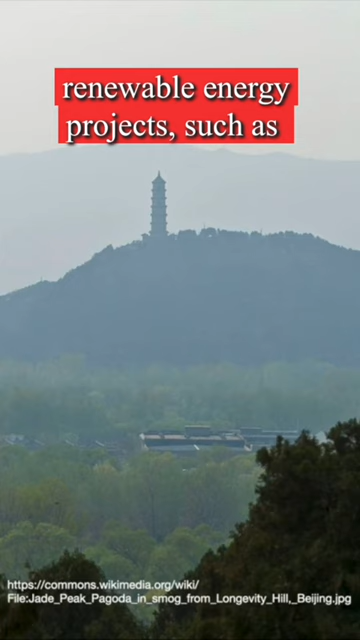 renewable energy
projects, such as
https://commons.wikimedia.org/wiki/
File:Jade_Peak_Pagoda_in_smog_from_Longevity_Hill,_Beijing.jpg